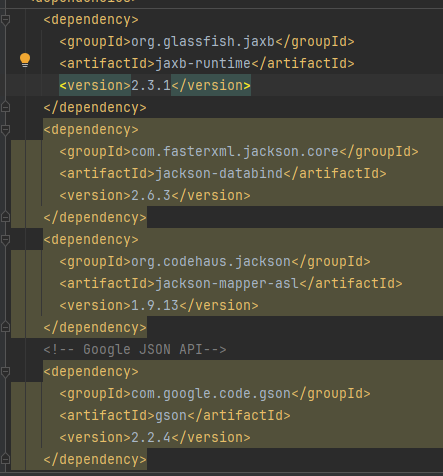 <dependencies>
<dependency>
<groupId>org.glassfish.jaxb</groupId>
<artifactId>jaxb-runtime</artifactId>
<version>2.3.1</version>
</dependency>
<dependency>
<groupId>com.fasterxml.jackson.core</groupId>
<artifactId>jackson-databind</artifactId>
<version>2.6.3</version>
</dependency>
<dependency>
<groupId>org.codehaus.jackson</groupId>
<artifactId>jackson-mapper-asl</artifactId>
<version>1.9.13</version>
</dependency>
<!-- Google JSON API-->
<dependency>
<groupId>com.google.code.gson</groupId>
<artifactId>gson</artifactId>
<version>2.2.4</version>
</dependency>